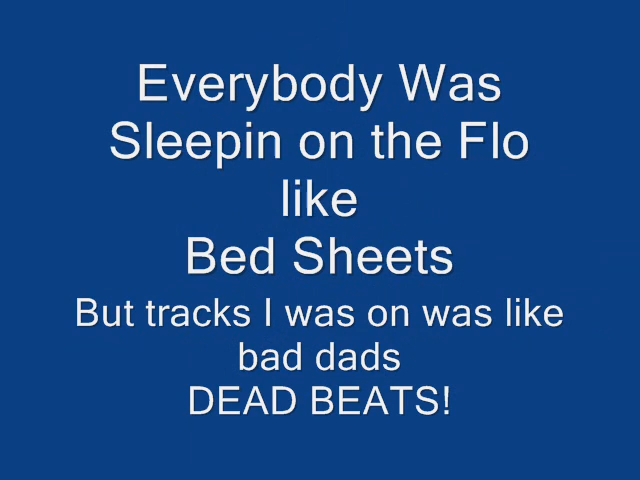 Everybody Was
Sleepin on the Flo
like
Bed Sheets
But tracks I was on was like
bad dads
DEAD BEATS!